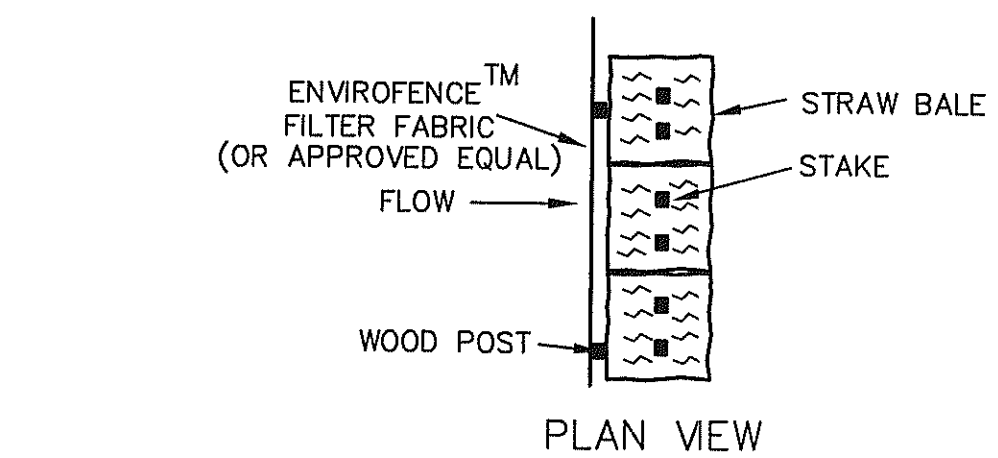 ENVIROFENCE™
FILTER FABRIC
(OR APPROVED EQUAL)
FLOW
WOOD POST
STRAW BALE
STAKE
PLAN VIEW